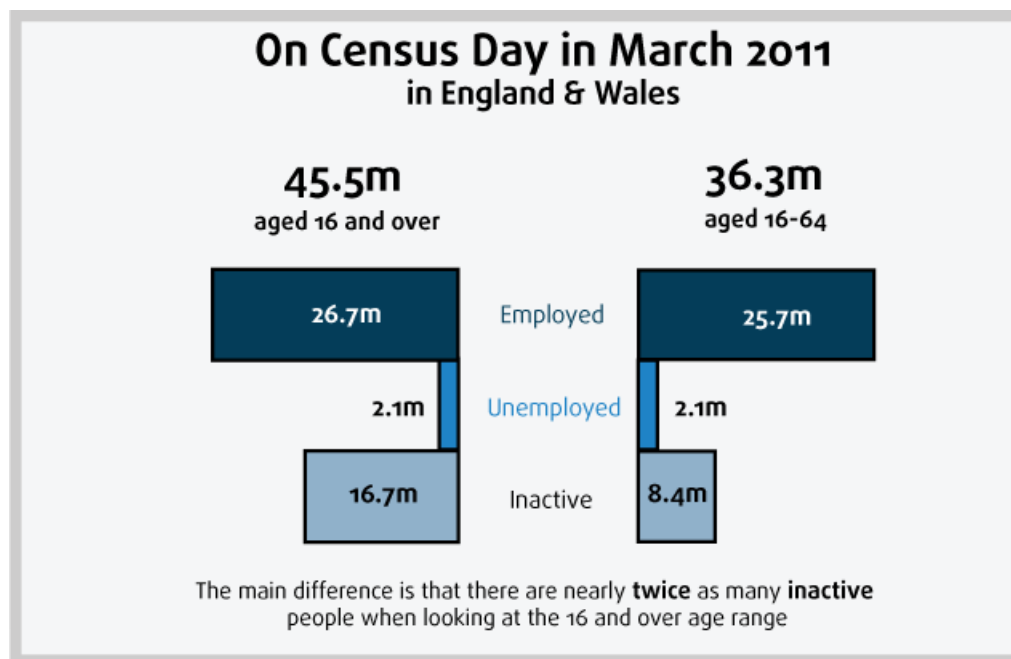 On Census Day in March 2011
in England & Wales
45.5m
aged 16 and over
36.3m
aged 16-64
26.7m
Employed
25.7m
2.1m
Unemployed
2.1m
16.7m
Inactive
8.4m
The main difference is that there are nearly twice as many inactive
people when looking at the 16 and over age range